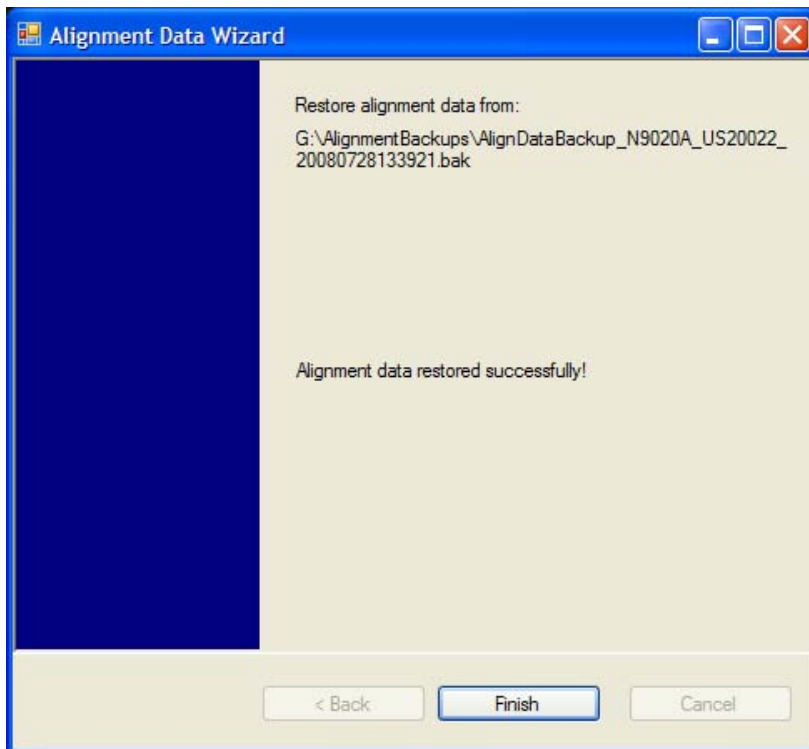 Alignment Data Wizard
Restore alignment data from:
G:\AlignmentBackups\AlignDataBackup_N9020A_US20022_
20080728133921.bak
Alignment data restored successfully!
< Back
Finish
Cancel